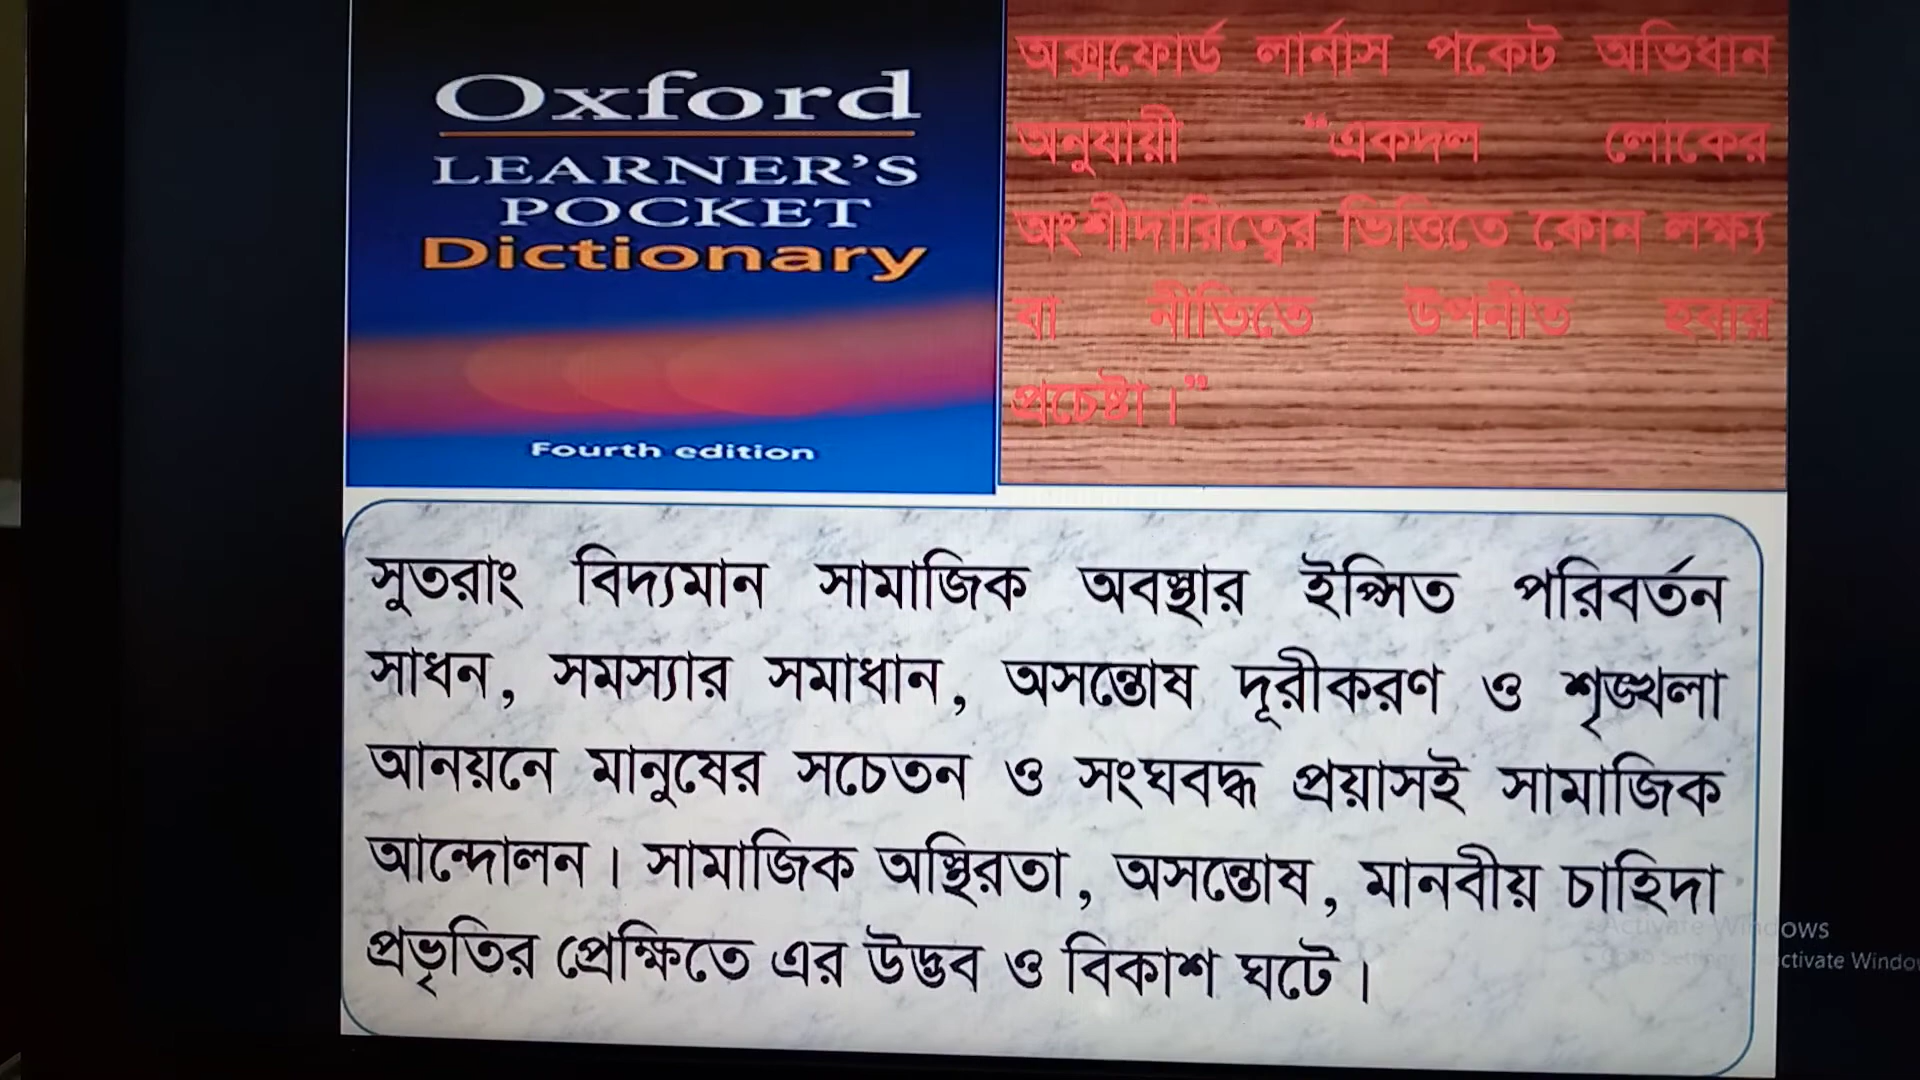 Oxford
LEARNER'S
POCKET
Dictionary
Fourth edition
অক্সফোর্ড লার্নাস পকেট অভিধান
অনুযায়ী “একদল লোকের
অংশীদারিত্বের ভিত্তিতে কোন লক্ষ্য
বা নীতিতে উপনীত হবার
প্রচেষ্টা।”
সুতরাং বিদ্যমান সামাজিক অবস্থার ইপ্সিত পরিবর্তন
সাধন, সমস্যার সমাধান, অসন্তোষ দূরীকরণ ও শৃঙ্খলা
আনয়নে মানুষের সচেতন ও সংঘবদ্ধ প্রয়াসই সামাজিক
আন্দোলন। সামাজিক অস্থিরতা, অসন্তোষ, মানবীয় চাহিদা
প্রভৃতির প্রেক্ষিতে এর উদ্ভব ও বিকাশ ঘটে।
Activate Windows